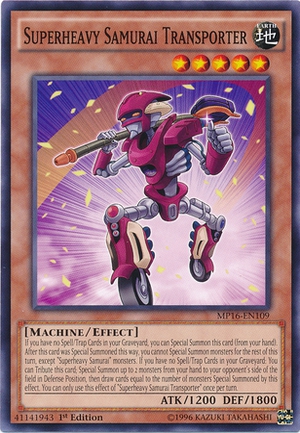 SUPERHEAVY SAMURAI TRANSPORTER
EARTH
地
MP16-EN109
[MACHINE/EFFECT]
If you have no Spell/Trap Cards in your Graveyard, you can Special Summon this card (from your hand).
After this card was Special Summoned this way, you cannot Special Summon monsters for the rest of this
turn, except "Superheavy Samurai" monsters. If you have no Spell/Trap Cards in your Graveyard: You
can Tribute this card; Special Summon up to 2 monsters from your hand to your opponent's side of the
field in Defense Position, then draw cards equal to the number of monsters Special Summoned by this
effect. You can only use this effect of "Superheavy Samurai Transporter" once per turn.
ATK/1200 DEF/1800
41141943 1st Edition ©1996 KAZUKI TAKAHASHI